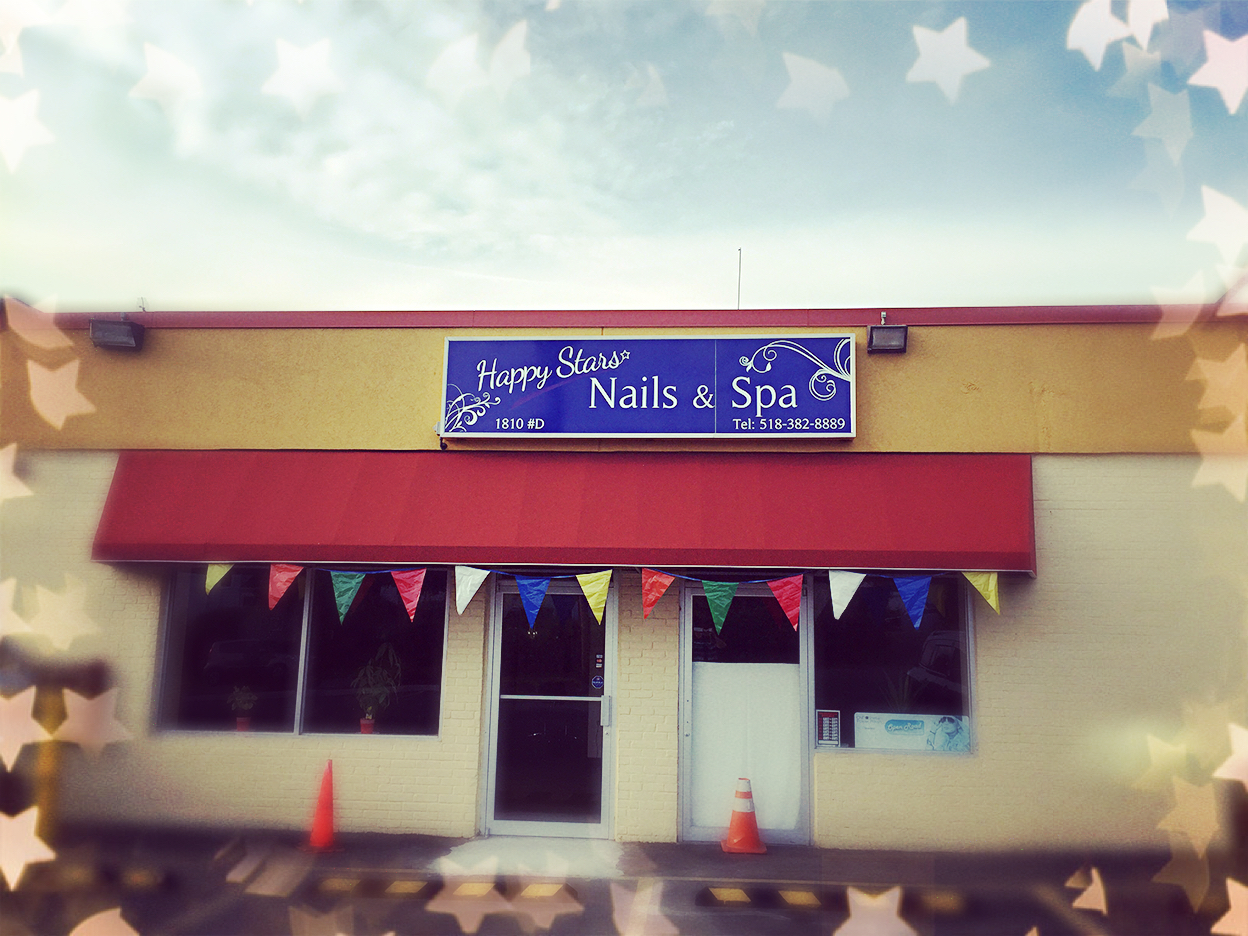 Happy Stars
Nails & Spa
1810 #D
Tel: 518-382-8889